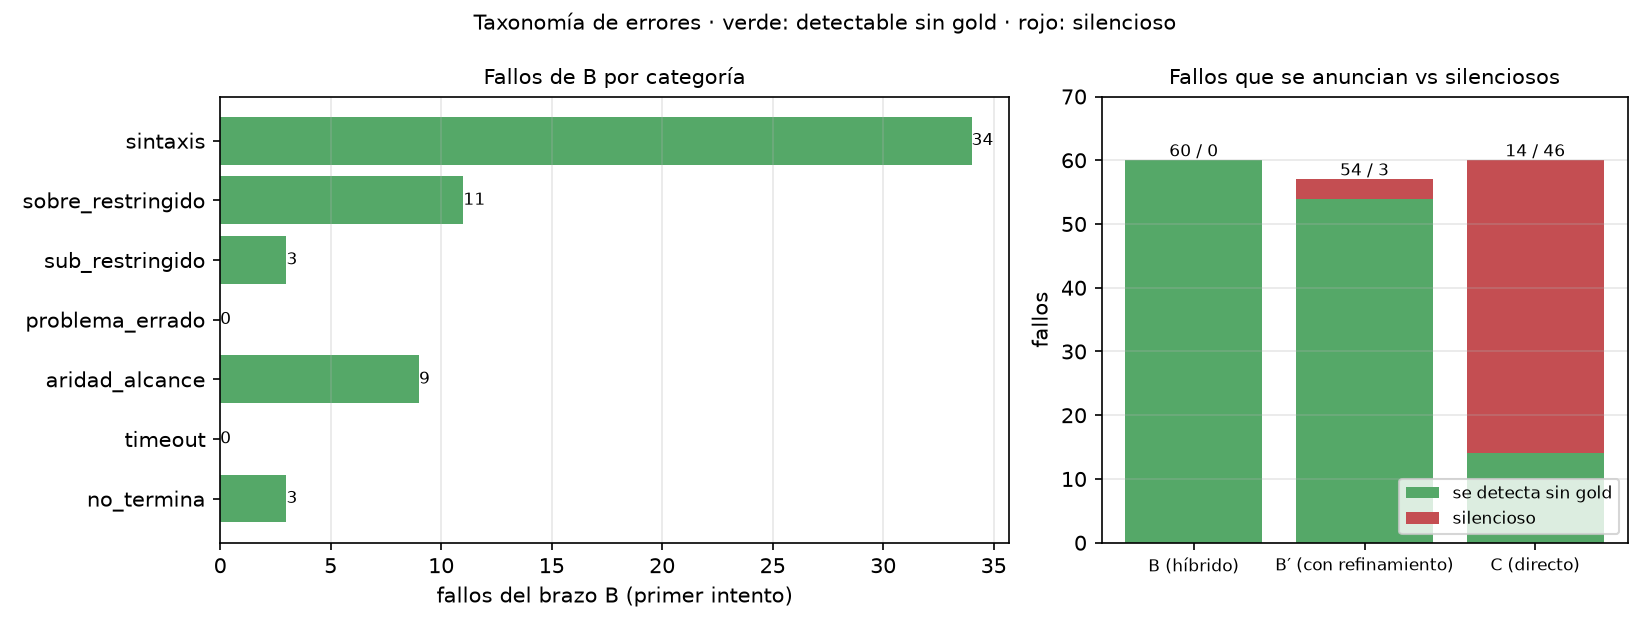 Taxonomía de errores · verde: detectable sin gold · rojo: silencioso
Fallos de B por categoría
sintaxis
34
sobre_restringido
11
sub_restringido
3
problema_errado
0
aridad_alcance
9
timeout
0
no_termina
3
0
5
10
15
20
25
30
35
fallos del brazo B (primer intento)
Fallos que se anuncian vs silenciosos
70
60
50
40
30
20
10
0
fallos
60 / 0
54 / 3
14 / 46
se detecta sin gold
silencioso
B (híbrido)
B′ (con refinamiento)
C (directo)